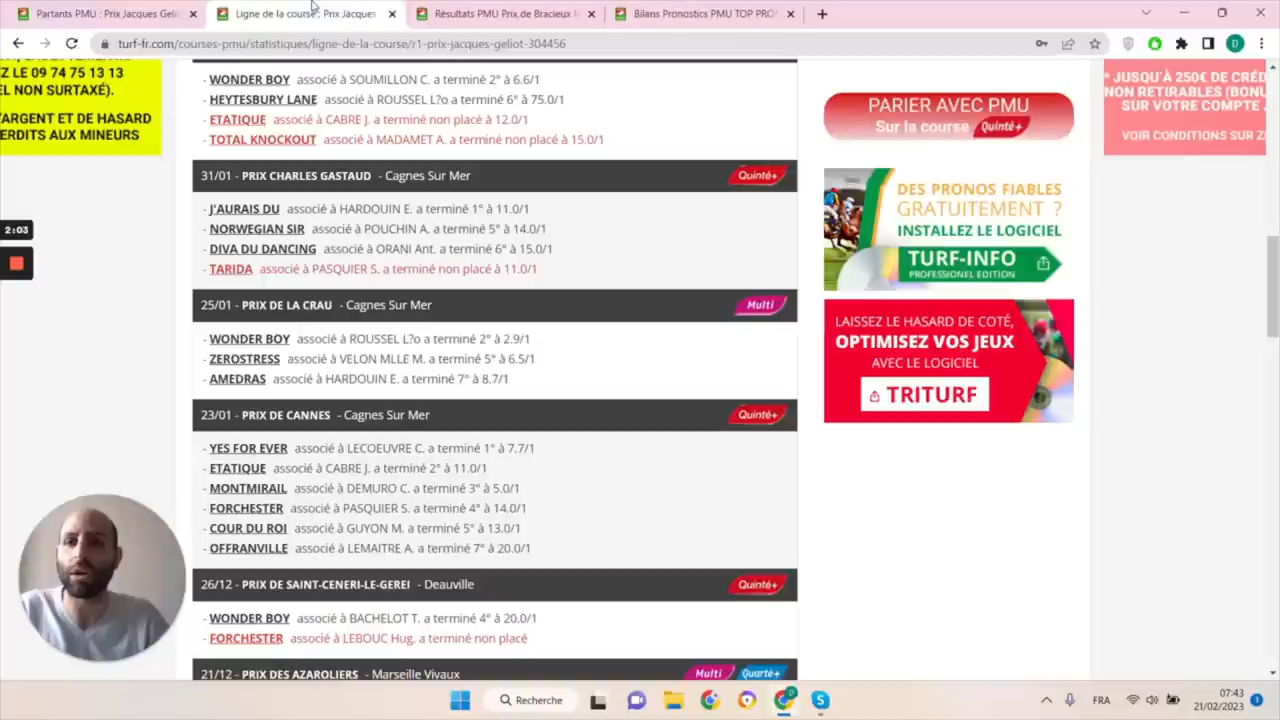 Partants PMU : Prix Jacques Geli
Ligne de la course : Prix Jacques
Résultats PMU Prix de Bracieux
Bilans Pronostics PMU TOP PRO
turf-fr.com/courses-pmu/statistiques/ligne-de-la-course/r1-prix-jacques-geliot-304456
EZ LE 09 74 75 13 13
EL NON SURTAXÉ).
'ARGENT ET DE HASARD
ERDITS AUX MINEURS
2:03
- WONDER BOY associé à SOUMILLON C. a terminé 2° à 6.6/1
- HEYTESBURY LANE associé à ROUSSEL L?o a terminé 6° à 75.0/1
- ETATIQUE associé à CABRE J. a terminé non placé à 12.0/1
- TOTAL KNOCKOUT associé à MADAMET A. a terminé non placé à 15.0/1
31/01 - PRIX CHARLES GASTAUD - Cagnes Sur Mer Quinté+
- J'AURAIS DU associé à HARDOUIN E. a terminé 1° à 11.0/1
- NORWEGIAN SIR associé à POUCHIN A. a terminé 5° à 14.0/1
- DIVA DU DANCING associé à ORANI Ant. a terminé 6° à 15.0/1
- TARIDA associé à PASQUIER S. a terminé non placé à 11.0/1
25/01 - PRIX DE LA CRAU - Cagnes Sur Mer Multi
- WONDER BOY associé à ROUSSEL L?o a terminé 2° à 2.9/1
- ZEROSTRESS associé à VELON MLLE M. a terminé 5° à 6.5/1
- AMEDRAS associé à HARDOUIN E. a terminé 7° à 8.7/1
23/01 - PRIX DE CANNES - Cagnes Sur Mer Quinté+
- YES FOR EVER associé à LECOEUVRE C. a terminé 1° à 7.7/1
- ETATIQUE associé à CABRE J. a terminé 2° à 11.0/1
- MONTMIRAIL associé à DEMURO C. a terminé 3° à 5.0/1
- FORCHESTER associé à PASQUIER S. a terminé 4° à 14.0/1
- COUR DU ROI associé à GUYON M. a terminé 5° à 13.0/1
- OFFRANVILLE associé à LEMAITRE A. a terminé 7° à 20.0/1
26/12 - PRIX DE SAINT-CENERI-LE-GEREI - Deauville Quinté+
- WONDER BOY associé à BACHELOT T. a terminé 4° à 20.0/1
- FORCHESTER associé à LEBOUC Hug. a terminé non placé
21/12 - PRIX DES AZAROLIERS - Marseille Vivaux Multi Quarté+
PARIER AVEC PMU
Sur la course Quinté+
DES PRONOS FIABLES
GRATUITEMENT ?
INSTALLEZ LE LOGICIEL
TURF-INFO
PROFESSIONEL EDITION
LAISSEZ LE HASARD DE COTÉ,
OPTIMISEZ VOS JEUX
AVEC LE LOGICIEL
TRITURF
* JUSQU'À 250€ DE CRÉD
NON RETIRABLES (BONU
SUR VOTRE COMPTE
VOIR CONDITIONS SUR Z
Recherche
FRA
07:43
21/02/2023